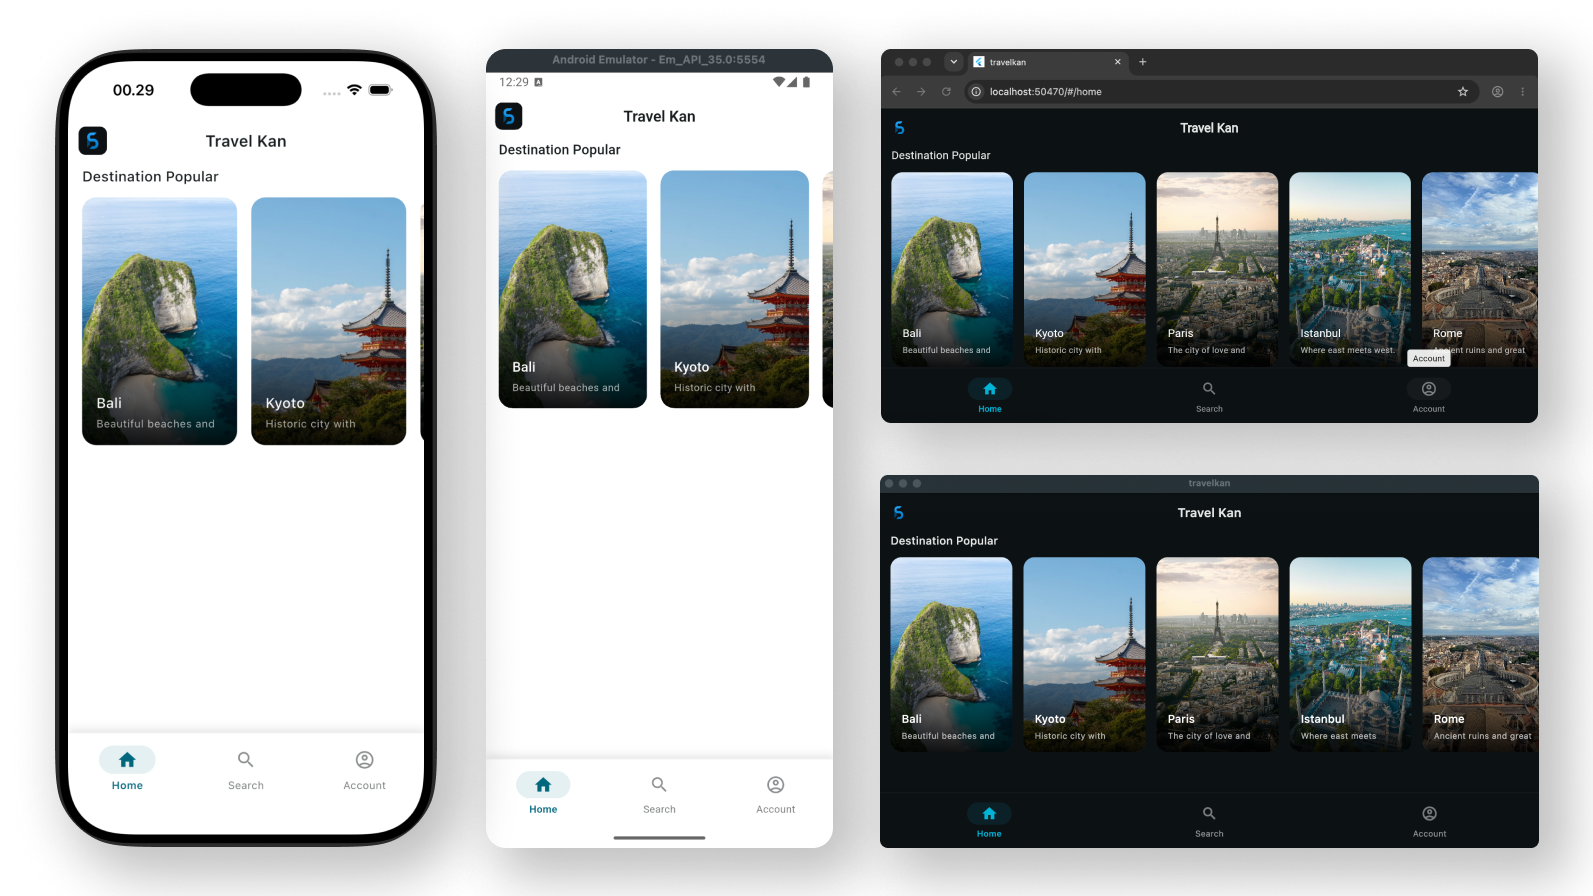 00.29
Travel Kan
Destination Popular
Bali
Beautiful beaches and
Kyoto
Historic city with
Home
Search
Account
Android Emulator - Em_API_35.0:5554
12:29
Travel Kan
Destination Popular
Bali
Beautiful beaches and
Kyoto
Historic city with
Home
Search
Account
travelkan
localhost:50470/#/home
Travel Kan
Destination Popular
Bali
Beautiful beaches and
Kyoto
Historic city with
Paris
The city of love and
Istanbul
Where east meets west.
Rome
Ancient ruins and great
Account
Home
Search
Account
travelkan
Travel Kan
Destination Popular
Bali
Beautiful beaches and
Kyoto
Historic city with
Paris
The city of love and
Istanbul
Where east meets
Rome
Ancient ruins and great
Home
Search
Account